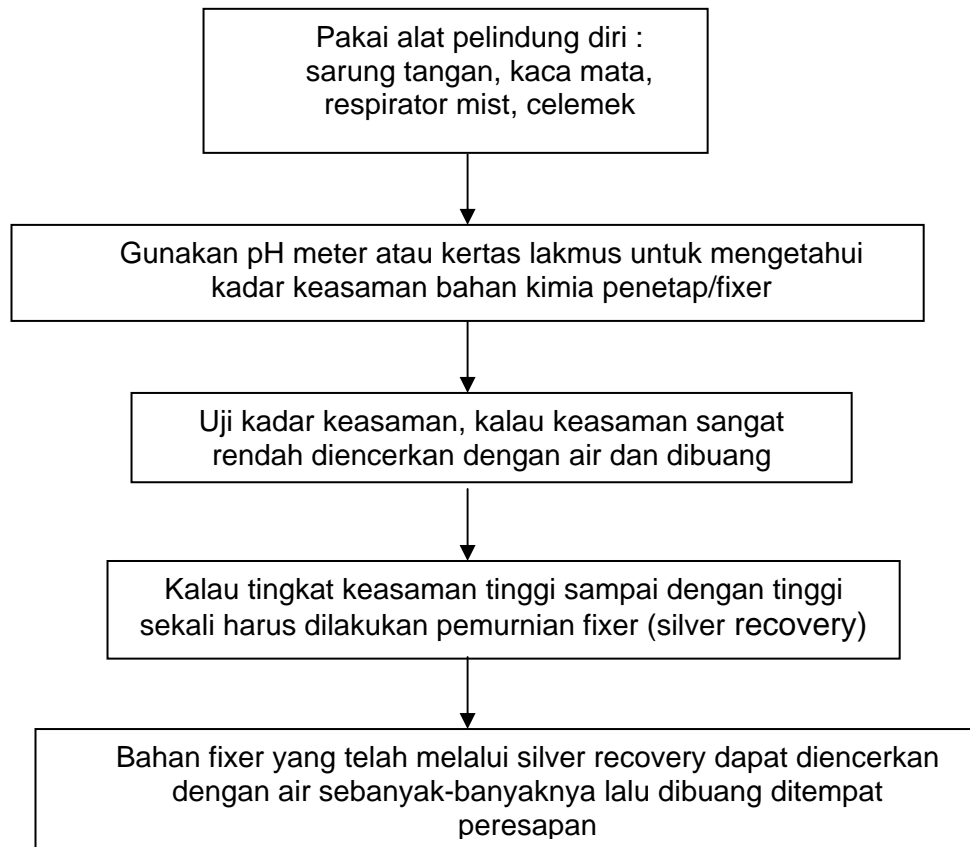 Pakai alat pelindung diri :
sarung tangan, kaca mata,
respirator mist, celemek
Gunakan pH meter atau kertas lakmus untuk mengetahui
kadar keasaman bahan kimia penetap/fixer
Uji kadar keasaman, kalau keasaman sangat
rendah diencerkan dengan air dan dibuang
Kalau tingkat keasaman tinggi sampai dengan tinggi
sekali harus dilakukan pemurnian fixer (silver recovery)
Bahan fixer yang telah melalui silver recovery dapat diencerkan
dengan air sebanyak-banyaknya lalu dibuang ditempat
peresapan